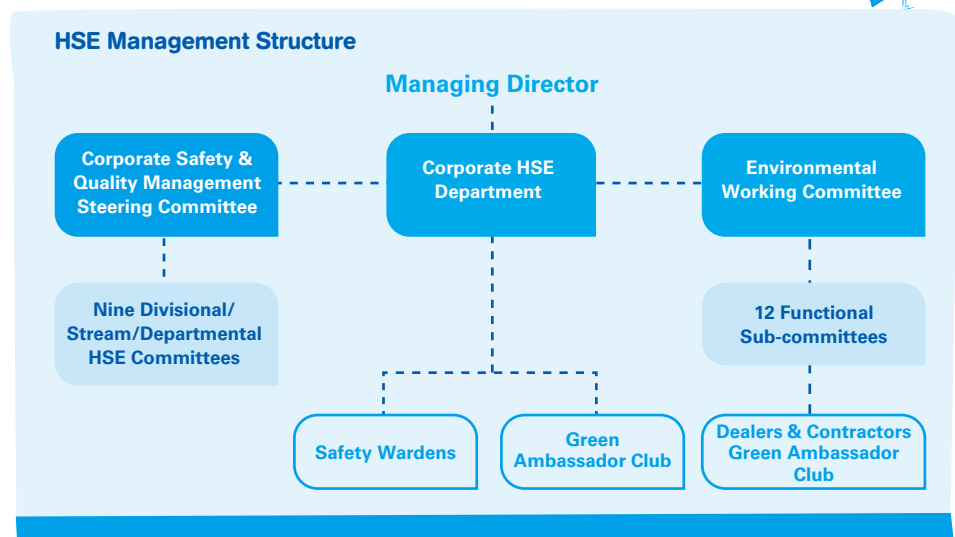 HSE Management Structure
Managing Director
Corporate Safety &
Quality Management
Steering Committee
Corporate HSE
Department
Environmental
Working Committee
Nine Divisional/
Stream/Departmental
HSE Committees
12 Functional
Sub-committees
Safety Wardens
Green
Ambassador Club
Dealers & Contractors
Green Ambassador
Club